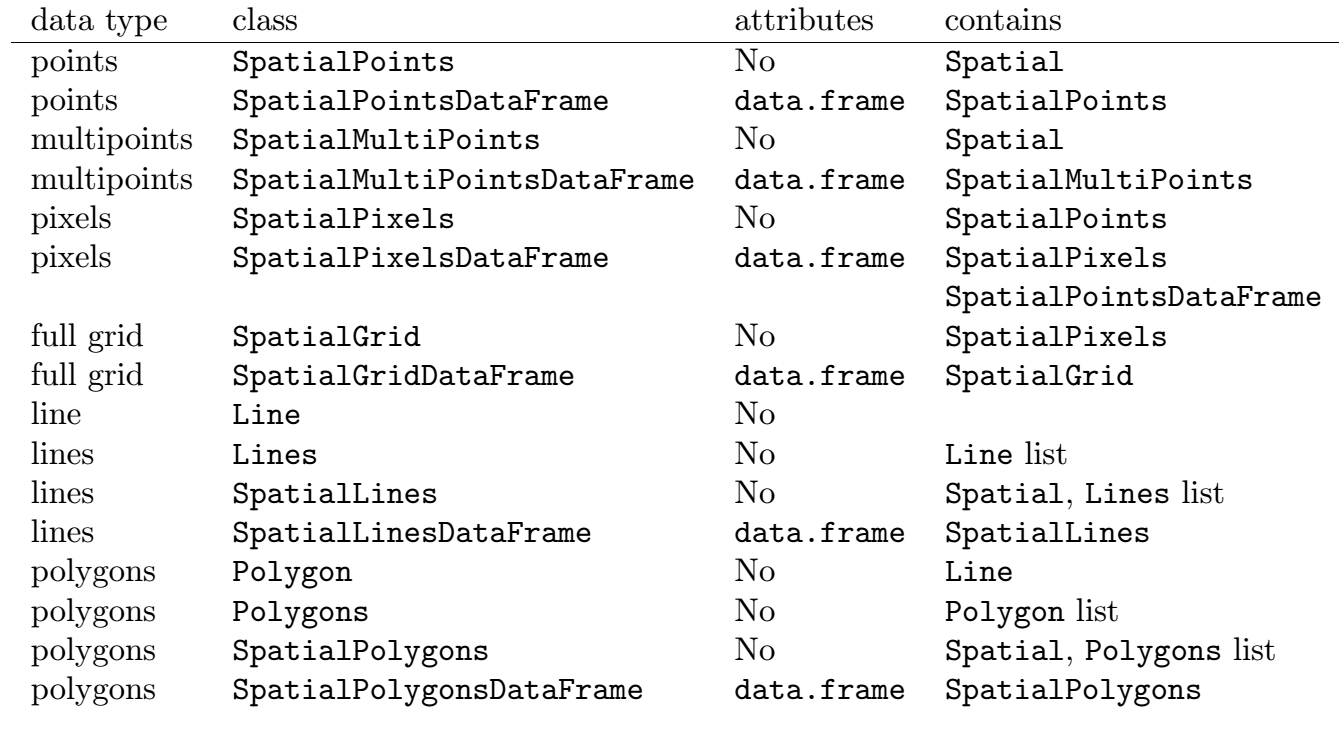 data type class attributes contains
points SpatialPoints No Spatial
points SpatialPointsDataFrame data.frame SpatialPoints
multipoints SpatialMultiPoints No Spatial
multipoints SpatialMultiPointsDataFrame data.frame SpatialMultiPoints
pixels SpatialPixels No SpatialPoints
pixels SpatialPixelsDataFrame data.frame SpatialPixels
SpatialPointsDataFrame
full grid SpatialGrid No SpatialPixels
full grid SpatialGridDataFrame data.frame SpatialGrid
line Line No
lines Lines No Line list
lines SpatialLines No Spatial, Lines list
lines SpatialLinesDataFrame data.frame SpatialLines
polygons Polygon No Line
polygons Polygons No Polygon list
polygons SpatialPolygons No Spatial, Polygons list
polygons SpatialPolygonsDataFrame data.frame SpatialPolygons